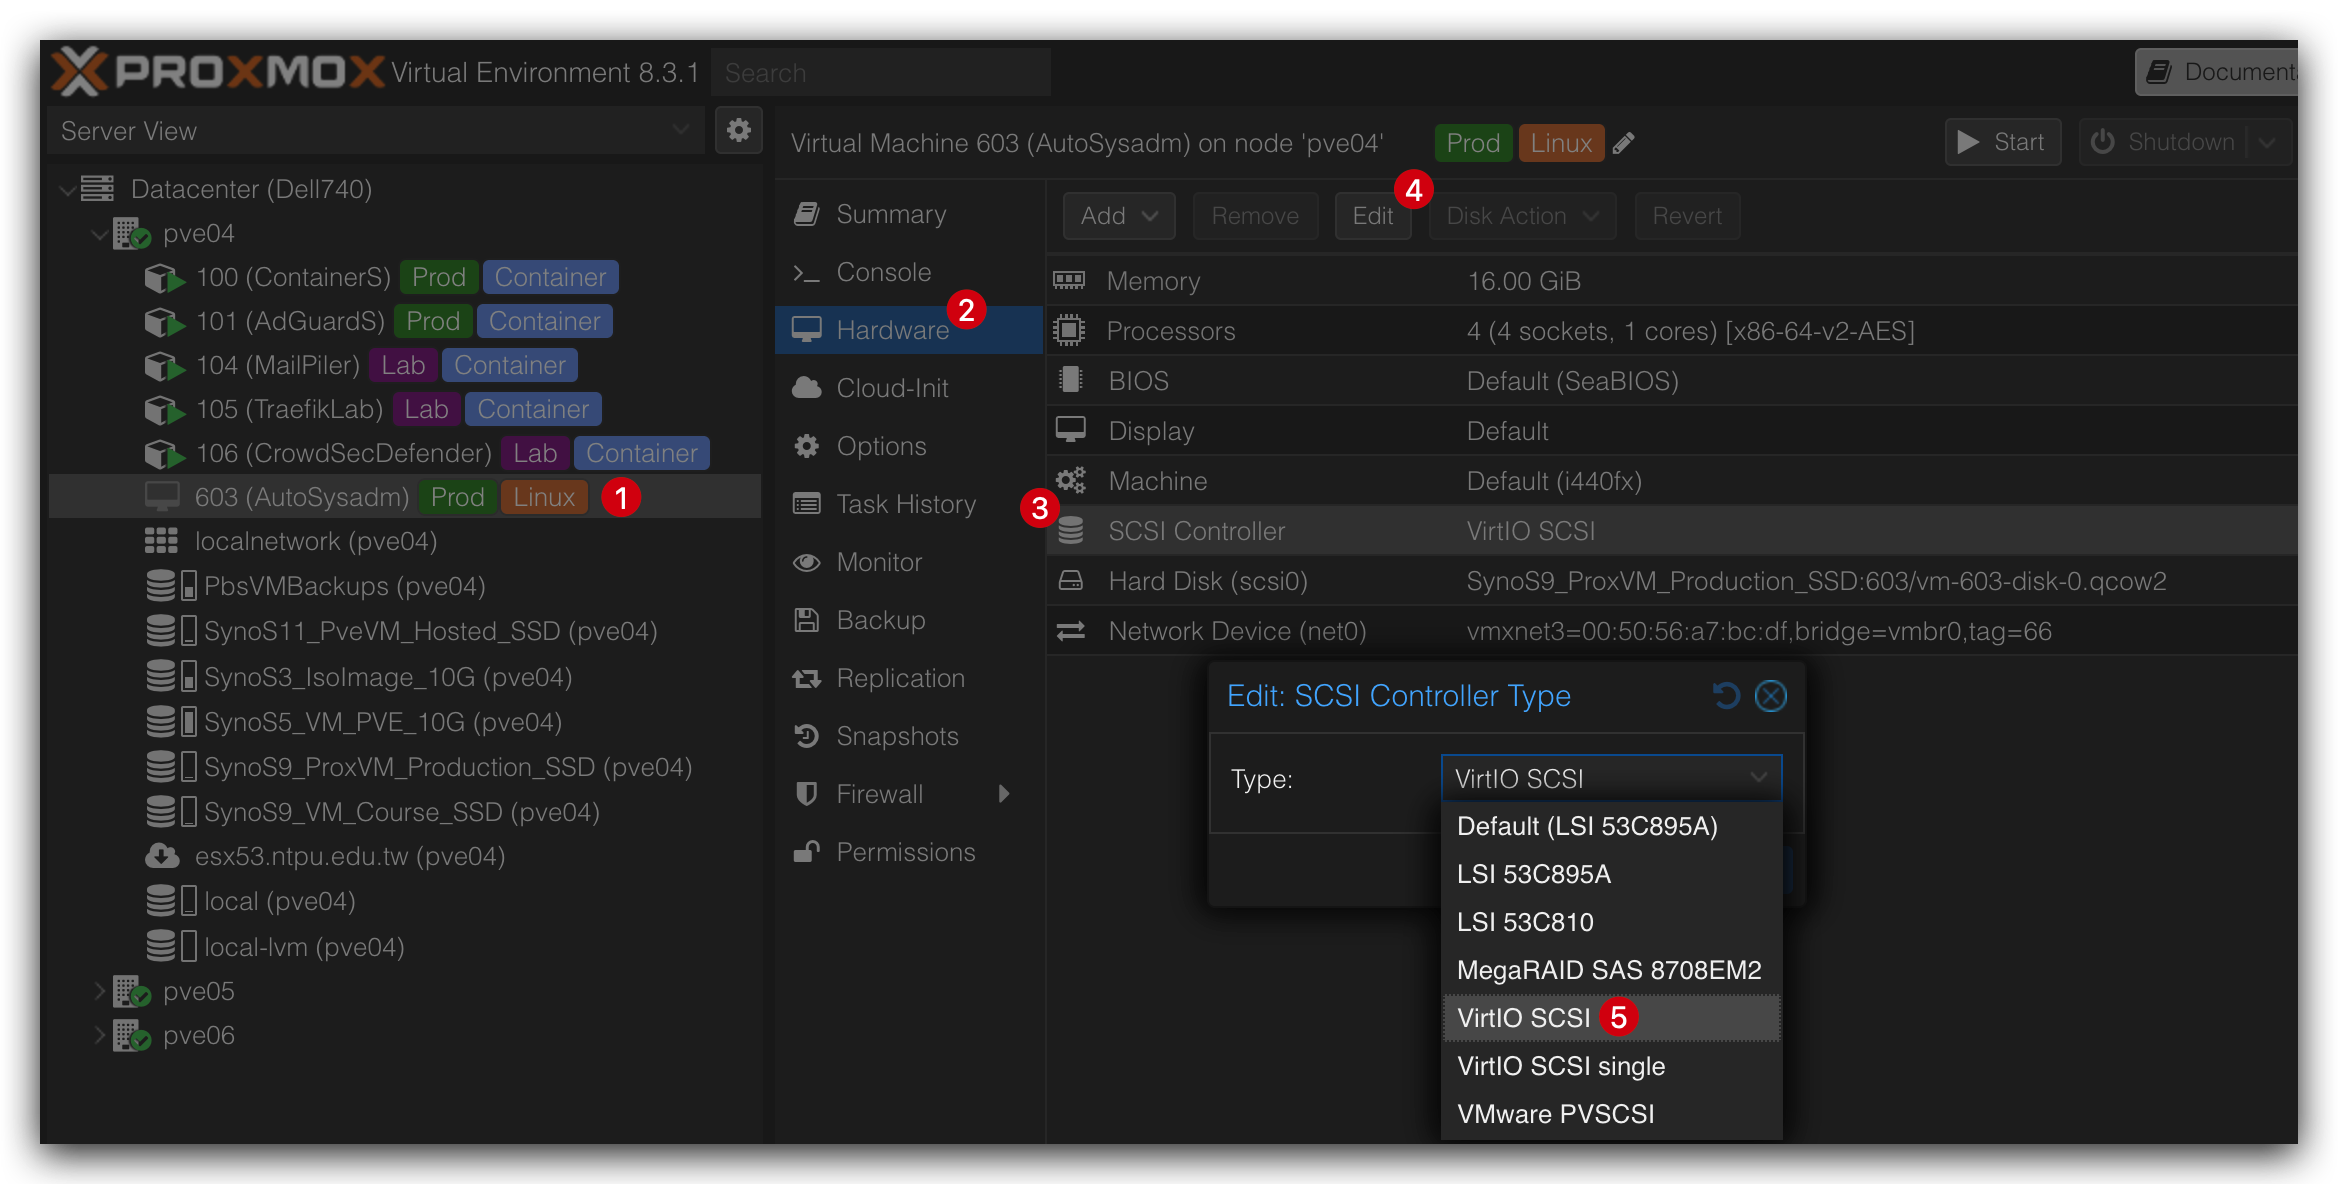 PROXMOX Virtual Environment 8.3.1 Search
Documenta
Server View
Virtual Machine 603 (AutoSysadm) on node 'pve04' Prod Linux
Start Shutdown
Datacenter (Dell740)
pve04
100 (ContainerS) Prod Container
101 (AdGuardS) Prod Container
104 (MailPiler) Lab Container
105 (TraefikLab) Lab Container
106 (CrowdSecDefender) Lab Container
603 (AutoSysadm) Prod Linux 1
localnetwork (pve04)
PbsVMBackups (pve04)
SynoS11_PveVM_Hosted_SSD (pve04)
SynoS3_IsoImage_10G (pve04)
SynoS5_VM_PVE_10G (pve04)
SynoS9_ProxVM_Production_SSD (pve04)
SynoS9_VM_Course_SSD (pve04)
esx53.ntpu.edu.tw (pve04)
local (pve04)
local-lvm (pve04)
pve05
pve06
Summary
Console
Hardware 2
Cloud-Init
Options
Task History
Monitor
Backup
Replication
Snapshots
Firewall
Permissions
Add Remove Edit 4 Disk Action Revert
Memory 16.00 GiB
Processors 4 (4 sockets, 1 cores) [x86-64-v2-AES]
BIOS Default (SeaBIOS)
Display Default
Machine Default (i440fx)
3 SCSI Controller VirtIO SCSI
Hard Disk (scsi0) SynoS9_ProxVM_Production_SSD:603/vm-603-disk-0.qcow2
Network Device (net0) vmxnet3=00:50:56:a7:bc:df,bridge=vmbr0,tag=66
Edit: SCSI Controller Type
Type: VirtIO SCSI
Default (LSI 53C895A)
LSI 53C895A
LSI 53C810
MegaRAID SAS 8708EM2
VirtIO SCSI 5
VirtIO SCSI single
VMware PVSCSI